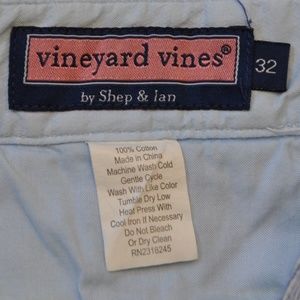 vineyard vines®
32
by Shep & Ian
100% Cotton
Made in China
Machine Wash Cold
Gentle Cycle
Wash With Like Color
Tumble Dry Low
Heat Press With
Cool Iron If Necessary
Do Not Bleach
Or Dry Clean
RN2318245